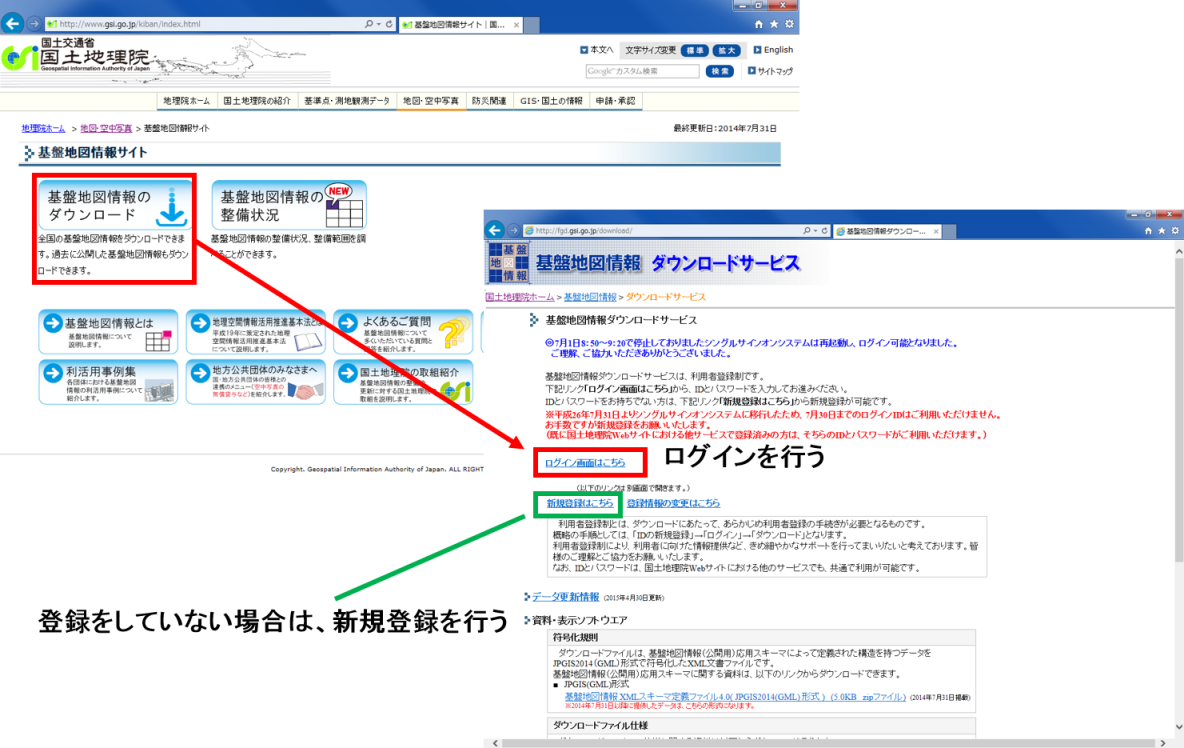 http://www.gsi.go.jp/kiban/index.html
基盤地図情報サイト | 国...
国土交通省
国土地理院
Geospatial Information Authority of Japan
本文へ 文字サイズ変更 標準 拡大 English
Google カスタム検索 検索 サイトマップ
地理院ホーム 国土地理院の紹介 基準点・測地観測データ 地図・空中写真 防災関連 GIS・国土の情報 申請・承認
地理院ホーム > 地図・空中写真 > 基盤地図情報サイト
最終更新日:2014年7月31日
基盤地図情報サイト
基盤地図情報の
ダウンロード
全国の基盤地図情報をダウンロードできま
す。過去に公開した基盤地図情報もダウン
ロードできます。
基盤地図情報の NEW
整備状況
基盤地図情報の整備状況、整備範囲を調
べることができます。
基盤地図情報とは
基盤地図情報について
説明します。
地理空間情報活用推進基本法とは
平成19年に策定された地理
空間情報活用推進基本法
について説明します。
よくあるご質問
基盤地図情報について
多くいただいている質問と
回答を紹介します。
利活用事例集
各団体における基盤地図
情報の利活用事例について
紹介します。
地方公共団体のみなさまへ
国・地方公共団体の皆様との
連携のメニュー(空中写真の
無償貸与など)を紹介します。
国土地理院の取組紹介
基盤地図情報の整備・
更新に対する国土地理院の
取組を説明します。
Copyright. Geospatial Information Authority of Japan. ALL RIGHT
http://fgd.gsi.go.jp/download/
基盤地図情報ダウンロー...
基盤
地図
情報
基盤地図情報 ダウンロードサービス
国土地理院ホーム > 基盤地図情報 > ダウンロードサービス
基盤地図情報ダウンロードサービス
◎7月1日8:50~9:20で停止しておりましたシングルサインオンシステムは再起動し、ログイン可能となりました。
ご理解、ご協力いただきありがとうございました。
基盤地図情報ダウンロードサービスは、利用者登録制です。
下記リンク「ログイン画面はこちら」から、IDとパスワードを入力してお進みください。
IDとパスワードをお持ちでない方は、下記リンク「新規登録はこちら」から新規登録が可能です。
※平成26年7月31日よりシングルサインオンシステムに移行したため、7月30日までのログインIDはご利用いただけません。
お手数ですが新規登録をお願いいたします。
(既に国土地理院Webサイトにおける他サービスで登録済みの方は、そちらのIDとパスワードがご利用いただけます。)
ログイン画面はこちら
ログインを行う
(以下のリンクは別画面で開きます。)
新規登録はこちら 登録情報の変更はこちら
利用者登録制とは、ダウンロードにあたって、あらかじめ利用者登録の手続きが必要となるものです。
概略の手順としては、「IDの新規登録」→「ログイン」→「ダウンロード」となります。
利用者登録制により、利用者に向けた情報提供など、きめ細やかなサポートを行ってまいりたいと考えております。皆
様のご理解とご協力をお願いいたします。
なお、IDとパスワードは、国土地理院Webサイトにおける他のサービスでも、共通で利用が可能です。
登録をしていない場合は、新規登録を行う
データ更新情報 (2015年4月30日更新)
資料・表示ソフトウエア
符号化規則
ダウンロードファイルは、基盤地図情報(公開用)応用スキーマによって定義された構造を持つデータを
JPGIS2014(GML)形式で符号化したXML文書ファイルです。
基盤地図情報(公開用)応用スキーマに関する資料は、以下のリンクからダウンロードできます。
■ JPGIS(GML)形式
基盤地図情報 XMLスキーマ定義ファイル4.0( JPGIS2014(GML)形式 ) (5.0KB zipファイル) (2014年7月31日掲載)
※2014年7月31日以降に提供したデータは、こちらの形式になります。
ダウンロードファイル仕様